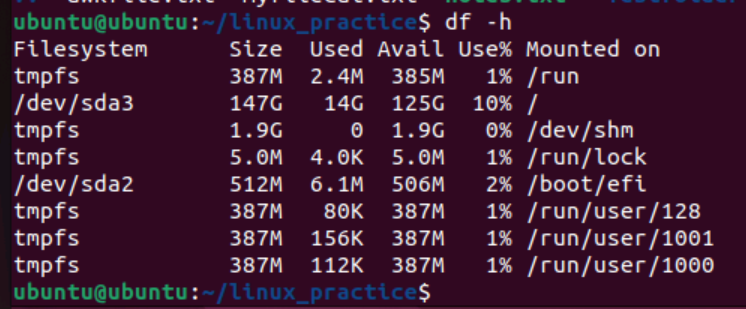 ubuntu@ubuntu:~/linux_practice$ df -h
Filesystem      Size  Used Avail Use% Mounted on
tmpfs           387M  2.4M  385M   1% /run
/dev/sda3       147G   14G  125G  10% /
tmpfs           1.9G     0  1.9G   0% /dev/shm
tmpfs           5.0M  4.0K  5.0M   1% /run/lock
/dev/sda2       512M  6.1M  506M   2% /boot/efi
tmpfs           387M   80K  387M   1% /run/user/128
tmpfs           387M  156K  387M   1% /run/user/1001
tmpfs           387M  112K  387M   1% /run/user/1000
ubuntu@ubuntu:~/linux_practice$